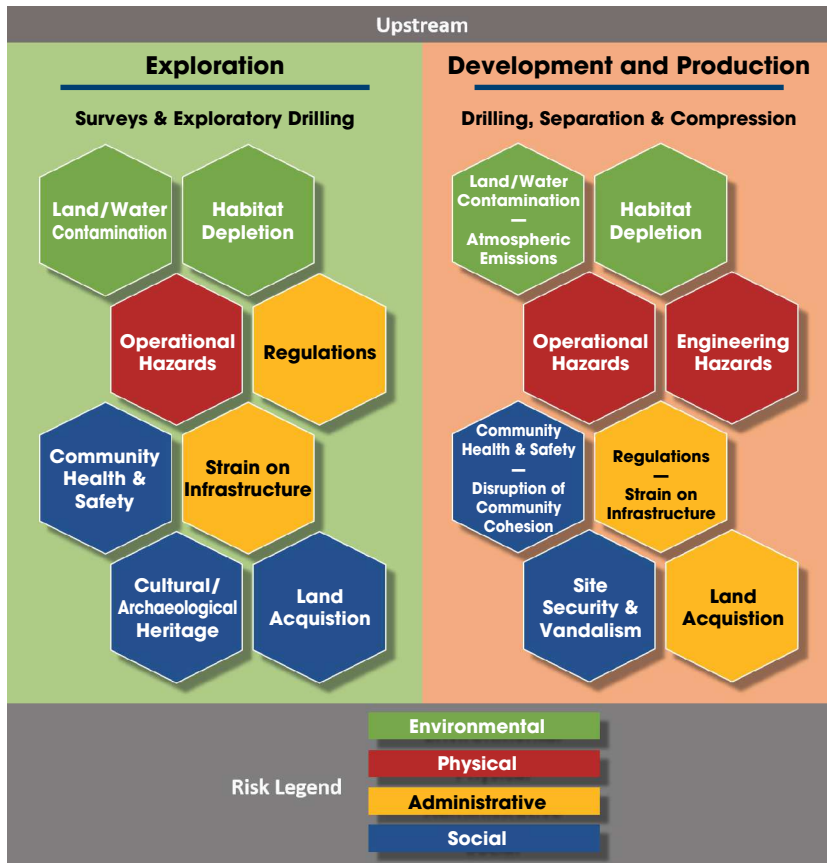 Upstream
Exploration
Surveys & Exploratory Drilling
Land/Water
Contamination
Habitat
Depletion
Operational
Hazards
Regulations
Community
Health &
Safety
Strain on
Infrastructure
Cultural/
Archaeological
Heritage
Land
Acquistion
Development and Production
Drilling, Separation & Compression
Land/Water
Contamination
—
Atmospheric
Emissions
Habitat
Depletion
Operational
Hazards
Engineering
Hazards
Community
Health & Safety
—
Disruption of
Community
Cohesion
Regulations
—
Strain on
Infrastructure
Site
Security &
Vandalism
Land
Acquistion
Risk Legend
Environmental
Physical
Administrative
Social